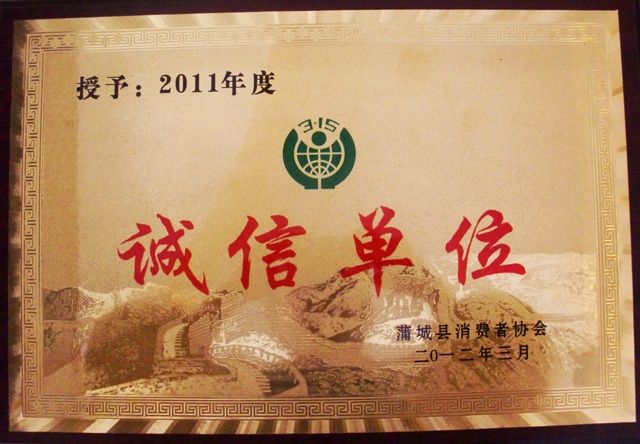 授予：2011年度
3·15
诚信单位
蒲城县消费者协会
二〇一二年三月